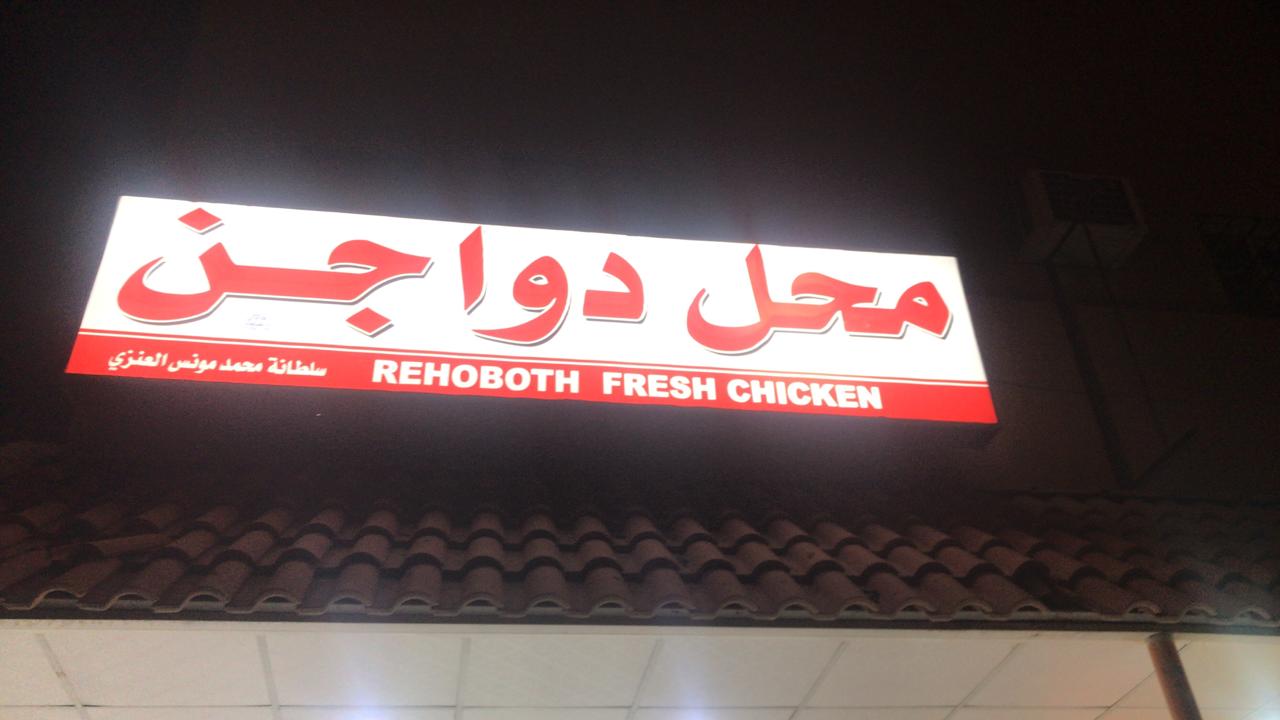 محل دواجن
REHOBOTH FRESH CHICKEN
سلطانة محمد مونس العنزي